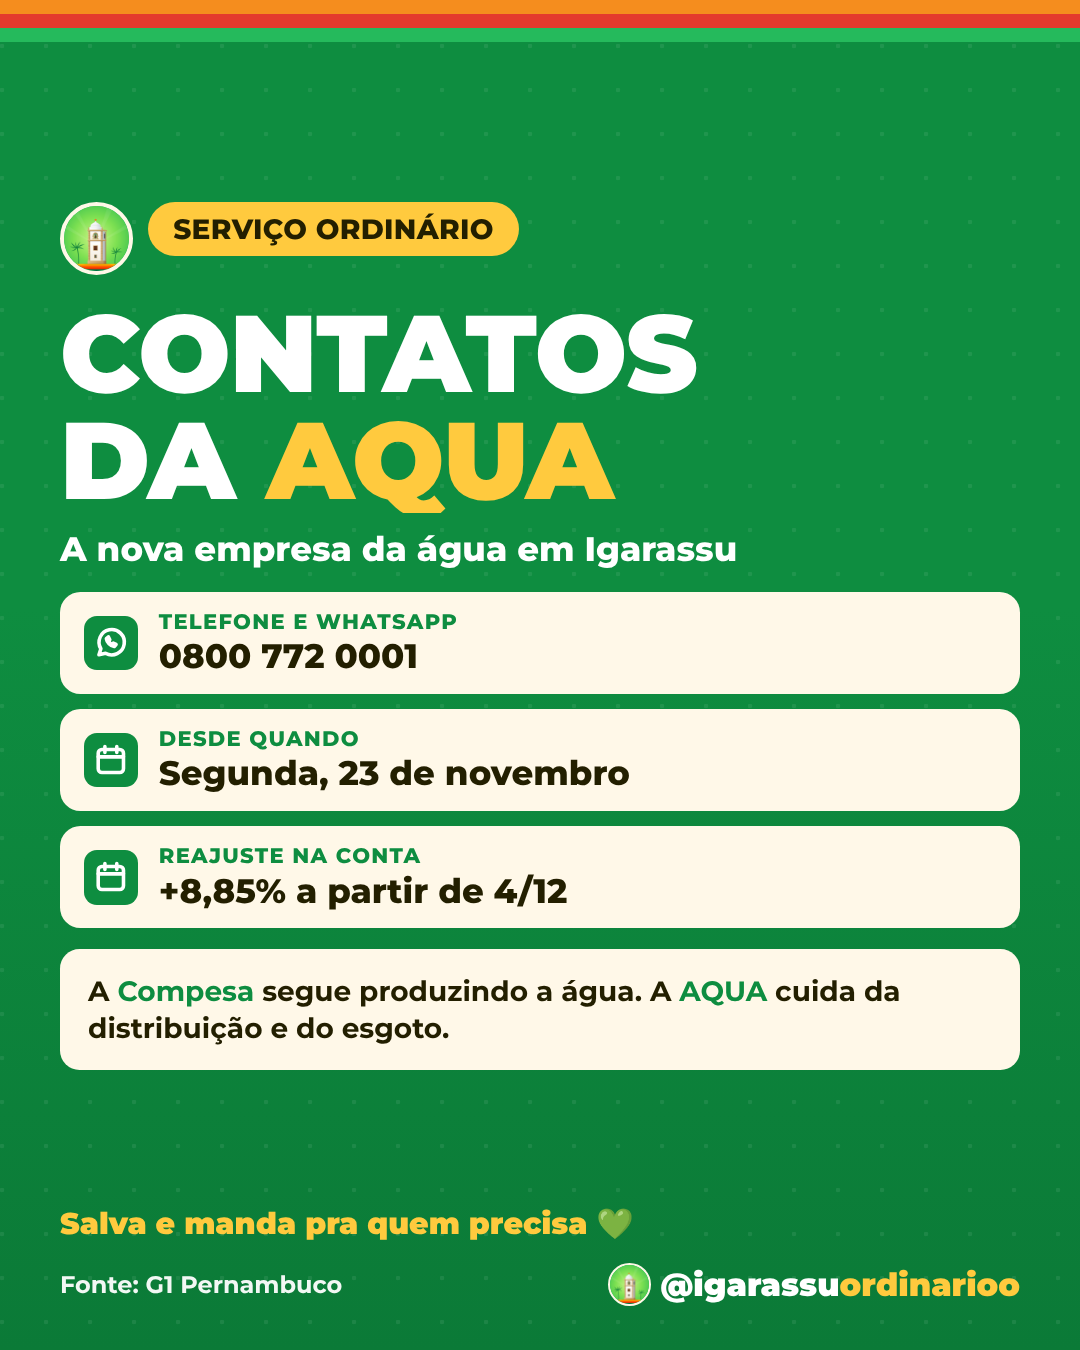 SERVIÇO ORDINÁRIO
CONTATOS
DA AQUA
A nova empresa da água em Igarassu
TELEFONE E WHATSAPP
0800 772 0001
DESDE QUANDO
Segunda, 23 de novembro
REAJUSTE NA CONTA
+8,85% a partir de 4/12
A Compesa segue produzindo a água. A AQUA cuida da
distribuição e do esgoto.
Salva e manda pra quem precisa 💚
Fonte: G1 Pernambuco
@igarassuordinarioo